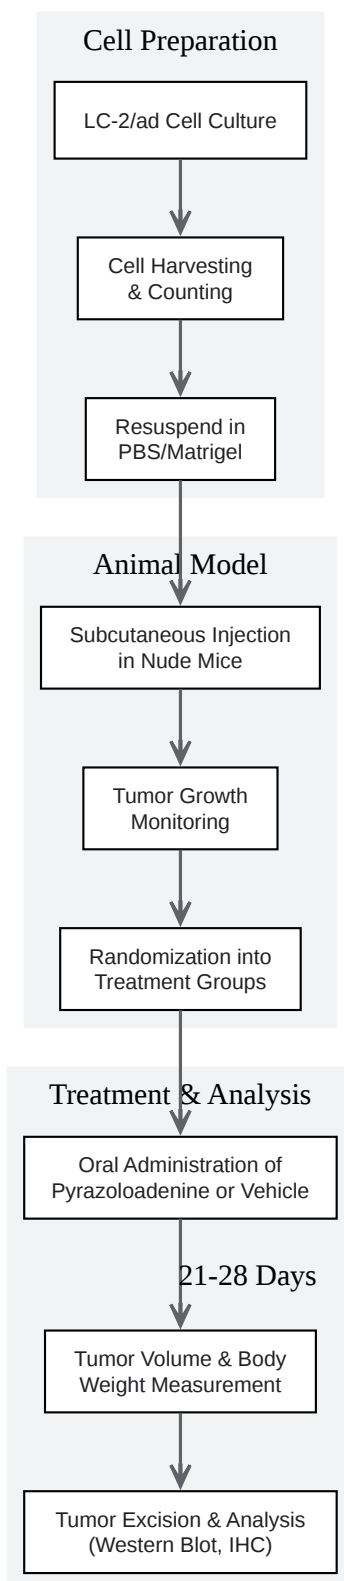 Cell Preparation
LC-2/ad Cell Culture
Cell Harvesting
& Counting
Resuspend in
PBS/Matrigel
Animal Model
Subcutaneous Injection
in Nude Mice
Tumor Growth
Monitoring
Randomization into
Treatment Groups
Treatment & Analysis
Oral Administration of
Pyrazoloadenine or Vehicle
21-28 Days
Tumor Volume & Body
Weight Measurement
Tumor Excision & Analysis
(Western Blot, IHC)